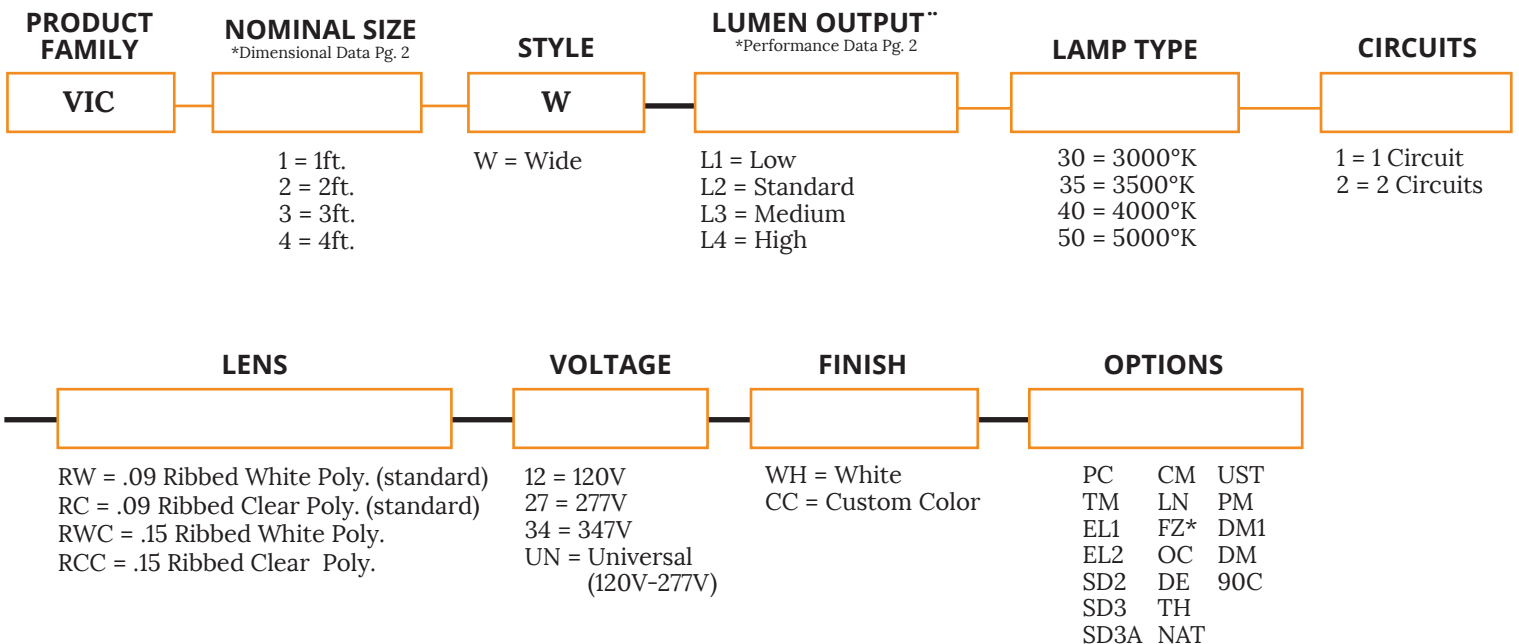 PRODUCT FAMILY
VIC
NOMINAL SIZE
*Dimensional Data Pg. 2
1 = 1ft.
2 = 2ft.
3 = 3ft.
4 = 4ft.
STYLE
W
W = Wide
LUMEN OUTPUT¨
*Performance Data Pg. 2
L1 = Low
L2 = Standard
L3 = Medium
L4 = High
LAMP TYPE
30 = 3000°K
35 = 3500°K
40 = 4000°K
50 = 5000°K
CIRCUITS
1 = 1 Circuit
2 = 2 Circuits
LENS
RW = .09 Ribbed White Poly. (standard)
RC = .09 Ribbed Clear Poly. (standard)
RWC = .15 Ribbed White Poly.
RCC = .15 Ribbed Clear Poly.
VOLTAGE
12 = 120V
27 = 277V
34 = 347V
UN = Universal
(120V-277V)
FINISH
WH = White
CC = Custom Color
OPTIONS
PC CM UST
TM LN PM
EL1 FZ* DM1
EL2 OC DM
SD2 DE 90C
SD3 TH
SD3A NAT